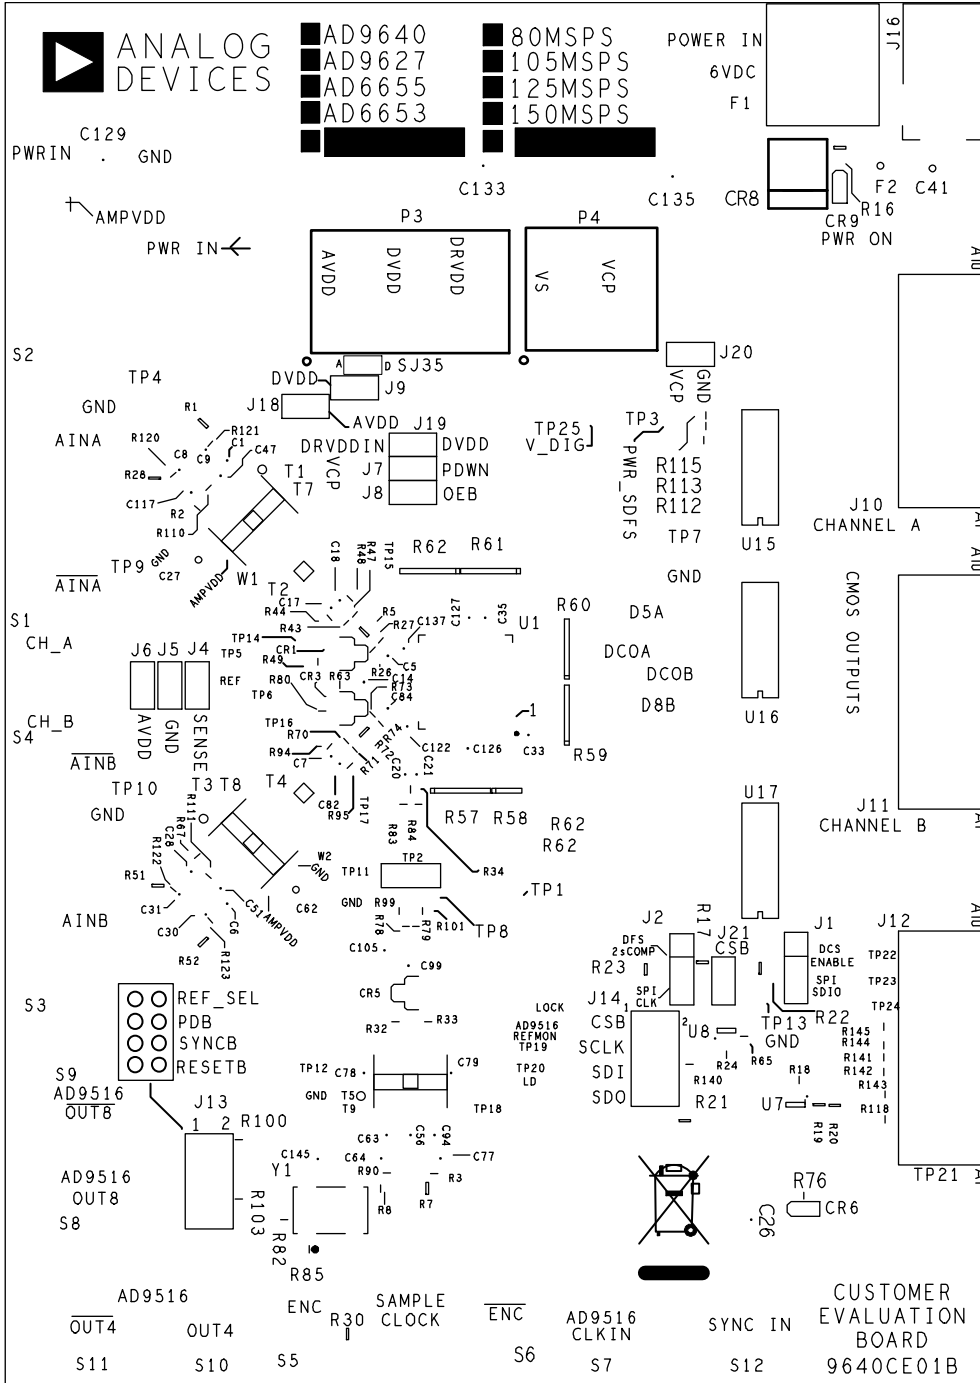 ANALOG
DEVICES
AD9640
AD9627
AD6655
AD6653
80MSPS
105MSPS
125MSPS
150MSPS
POWER IN
6VDC
F1
J16
PWRIN
C129
GND
C133
C135
CR8
CR9
R16
F2
C41
PWR ON
AMPVDD
PWR IN
P3
P4
AVDD
DVDD
DRVDD
VS
VCP
S2
A
D
SJ35
J20
DVDD
J9
J18
AVDD
VCP
GND
TP4
GND
R1
AINA
R120
R121
C8
C9
C1
C47
R28
C117
R2
R110
T1
T7
J19
DRVDDIN
DVDD
VCP
J7
PDWN
J8
OEB
TP25
V_DIG
TP3
PWR_SDFS
R115
R113
R112
TP7
GND
U15
J10
CHANNEL A
A10
A1
TP9
GND
C27
AMPVDD
W1
AINA
T2
C18
R48
R47
TP15
R62
R61
C17
R44
R43
R5
R27
C137
C127
C35
U1
R60
D5A
DCOA
DCOB
D8B
U16
CMOS OUTPUTS
A10
S1
CH_A
TP14
CR1
R49
TP5
REF
R80
CR3
R63
R26
C5
C14
R73
C84
TP6
J6
J5
J4
AVDD
GND
SENSE
CH_B
S4
TP16
R70
R94
C7
R71
R72
R74
C20
C21
C122
C126
1
C33
R59
AINB
TP10
T3
T8
T4
C82
R95
TP17
R57
R58
R83
R84
R34
R62
R62
U17
J11
CHANNEL B
A1
GND
R111
R67
C28
R122
R51
C31
C30
R52
R123
C6
C51
AMPVDD
W2
GND
C62
AINB
TP2
TP11
GND
R99
R78
R79
R101
TP8
TP1
C105
C99
J2
DFS
2sCOMP
R23
R17
J21
CSB
J1
DCS
ENABLE
SPI
SDIO
J12
A10
TP22
TP23
TP24
SPI
CLK
S3
REF_SEL
PDB
SYNCB
RESETB
CR5
R32
R33
LOCK
AD9516
REFMON
TP19
TP20
LD
J14
1
2
CSB
SCLK
SDI
SDO
U8
R140
R24
R65
R21
TP13
GND
R22
R18
U7
R19
R20
R145
R144
R141
R142
R143
R118
S9
AD9516
OUT8
TP12
C78
C79
GND
T5
T9
TP18
J13
1
2
R100
C63
C56
C94
C64
C77
C145
R90
R3
Y1
R8
R7
AD9516
OUT8
S8
R103
R82
R85
C26
R76
CR6
TP21
A1
AD9516
OUT4
OUT4
S11
S10
ENC
S5
R30
SAMPLE
CLOCK
ENC
S6
AD9516
CLKIN
S7
SYNC IN
S12
CUSTOMER
EVALUATION
BOARD
9640CE01B